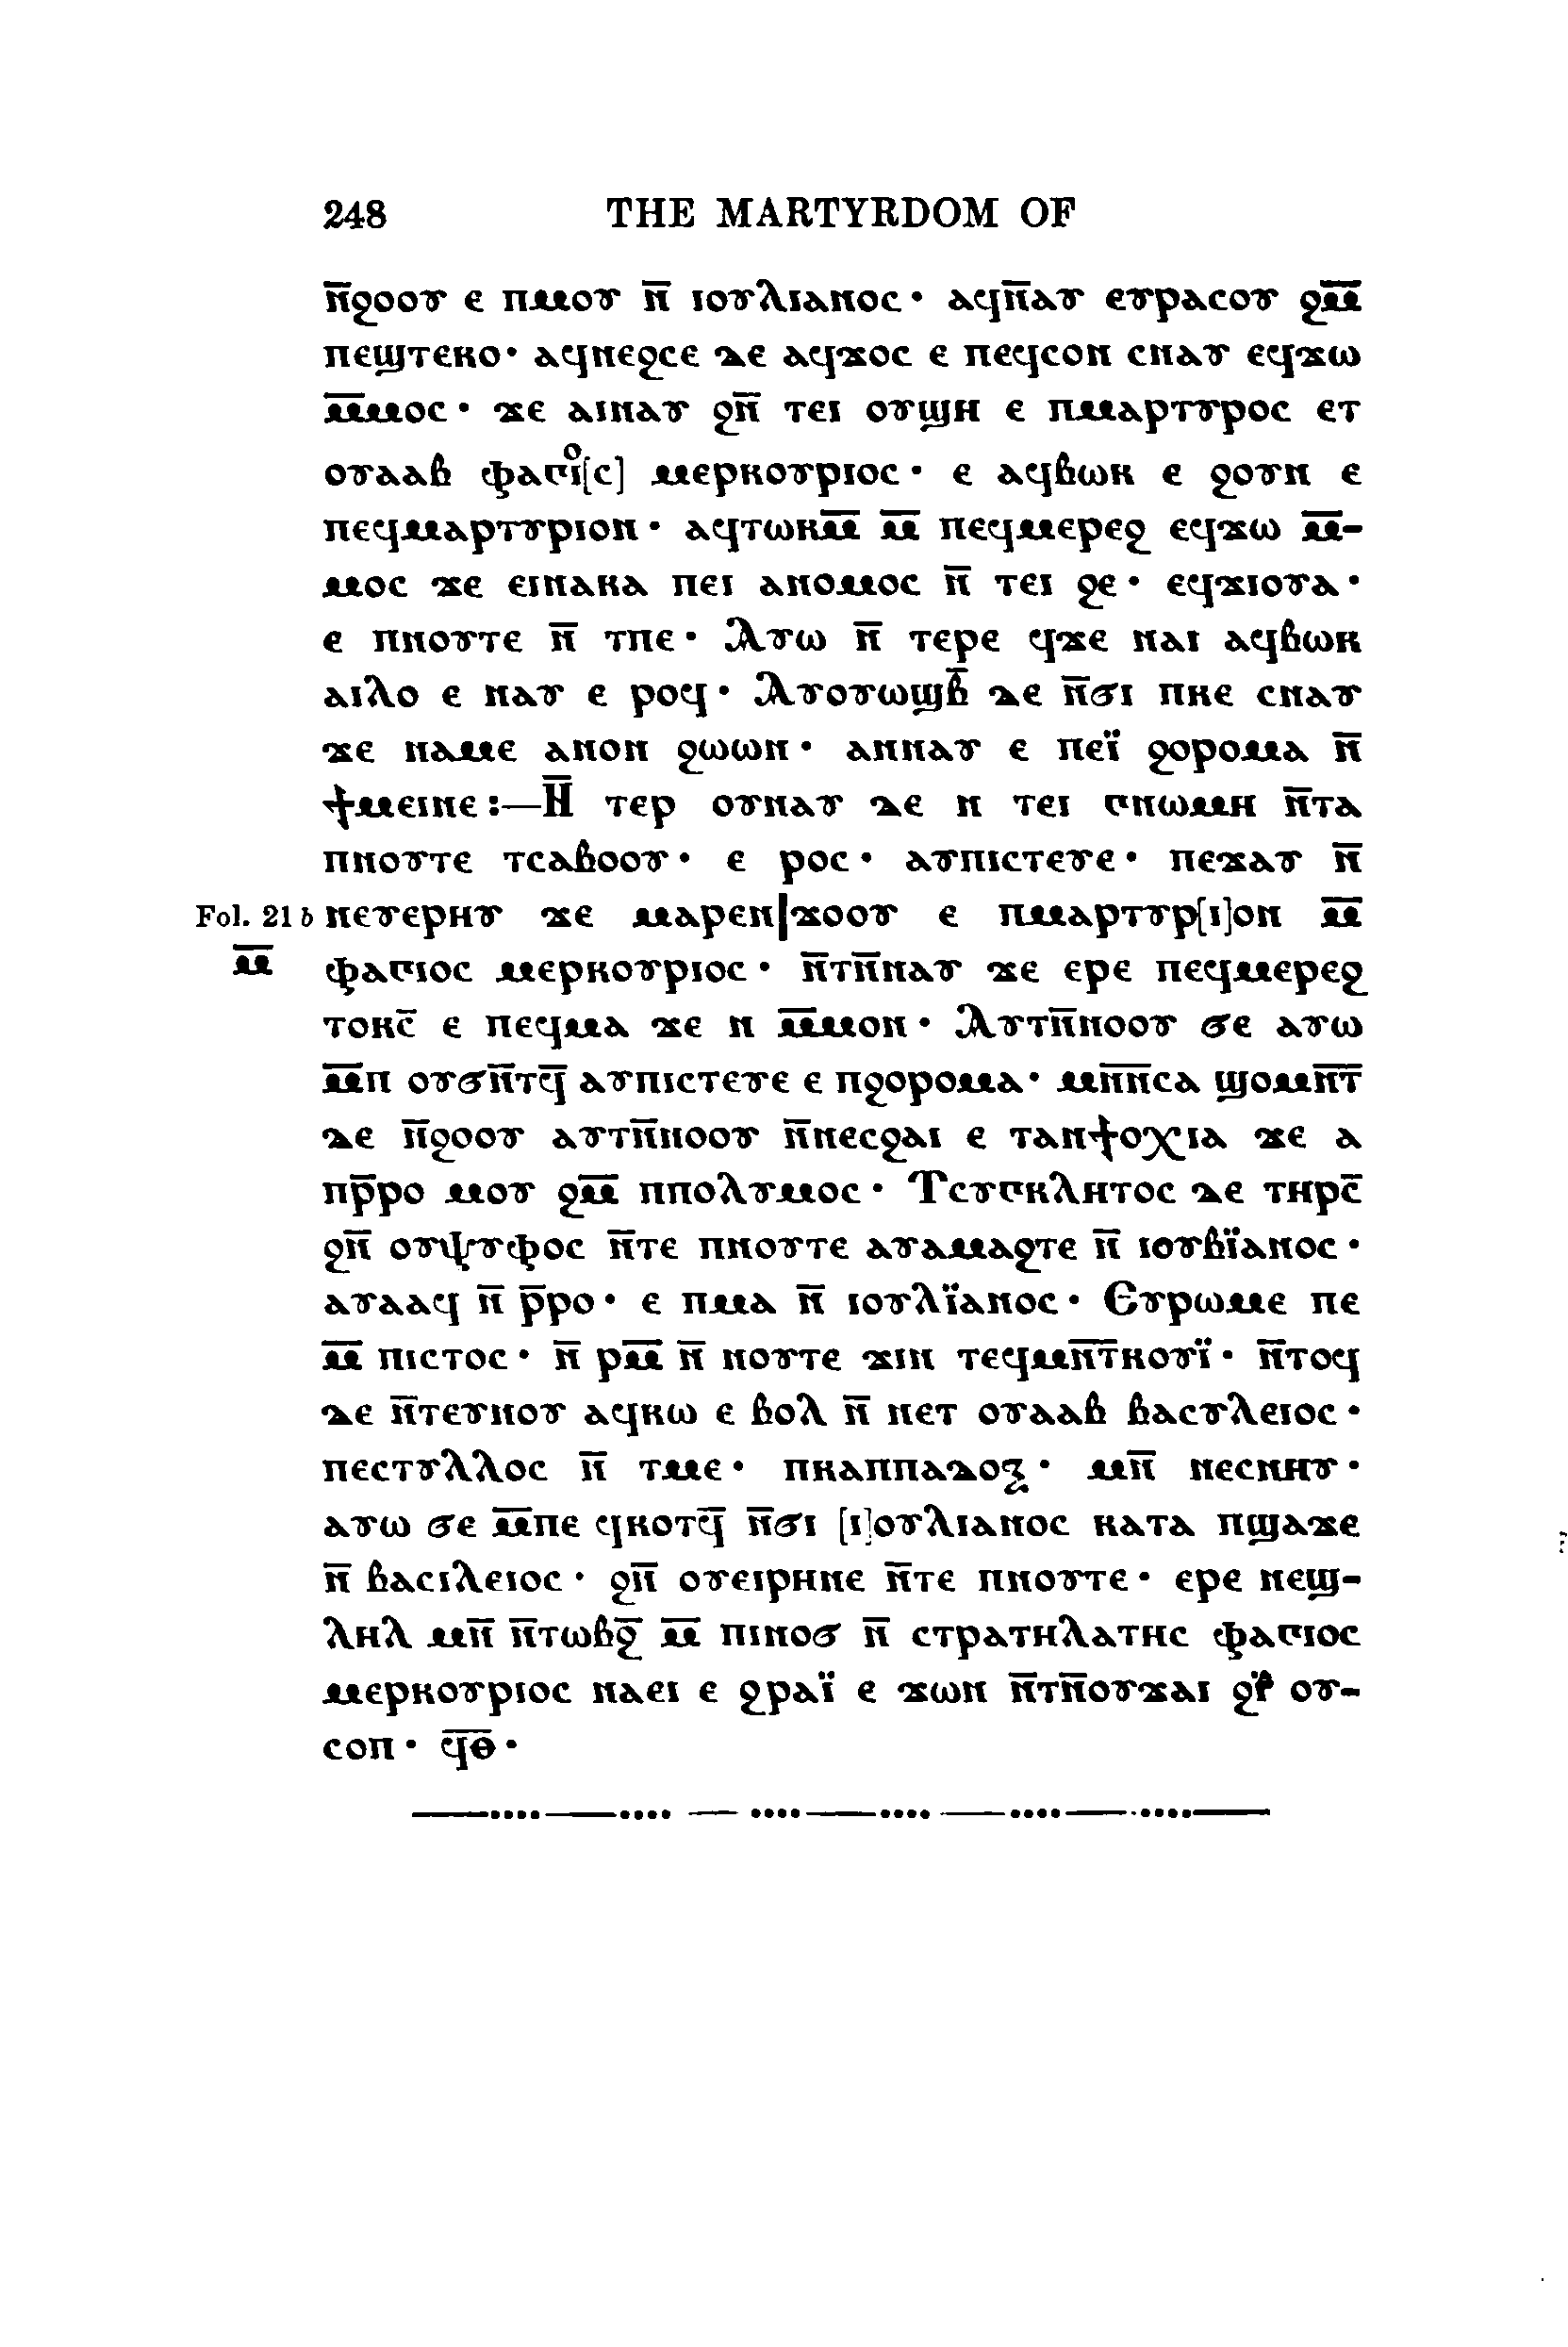 248 THE MARTYRDOM OF
ⲛ̅ϩⲟⲟⲩ ⲉ ⲡⲙⲟⲩ ⲛ̅ ⲓⲟⲩⲗⲓⲁⲛⲟⲥ· ⲁϥⲛ̅ⲁⲩ ⲉⲩⲣⲁⲥⲟⲩ ϩⲙ̅
ⲡⲉϣⲧⲉⲕⲟ· ⲁϥⲛⲉϩⲥⲉ ⲇⲉ ⲁϥϫⲟⲥ ⲉ ⲡⲉϥⲥⲟⲛ ⲥⲛⲁⲩ ⲉϥϫⲱ
ⲙ̅ⲙⲟⲥ· ϫⲉ ⲁⲓⲛⲁⲩ ϩⲛ̅ ⲧⲉⲓ ⲟⲩϣⲏ ⲉ ⲡⲙⲁⲣⲧⲩⲣⲟⲥ ⲉⲧ
ⲟⲩⲁⲁⲃ ⲫⲁⲅⲓⷪ[ⲥ] ⲙⲉⲣⲕⲟⲩⲣⲓⲟⲥ· ⲉ ⲁϥⲃⲱⲕ ⲉ ϩⲟⲩⲛ ⲉ
ⲡⲉϥⲙⲁⲣⲧⲩⲣⲓⲟⲛ· ⲁϥⲧⲱⲕⲙ̅ ⲙ̅ ⲡⲉϥⲙⲉⲣⲉϩ ⲉϥϫⲱ ⲙ̅-
ⲙⲟⲥ ϫⲉ ⲉⲓⲛⲁⲕⲁ ⲡⲉⲓ ⲁⲛⲟⲙⲟⲥ ⲛ̅ ⲧⲉⲓ ϩⲉ· ⲉϥϫⲓⲟⲩⲁ·
ⲉ ⲡⲛⲟⲩⲧⲉ ⲛ̅ ⲧⲡⲉ· Ⲁⲩⲱ ⲛ̅ ⲧⲉⲣⲉ ϥϫⲉ ⲛⲁⲓ ⲁϥⲃⲱⲕ
ⲁⲓⲗⲟ ⲉ ⲛⲁⲩ ⲉ ⲣⲟϥ· Ⲁⲩⲟⲩⲱϣⲃ̅ ⲇⲉ ⲛ̅ϭⲓ ⲡⲕⲉ ⲥⲛⲁⲩ
ϫⲉ ⲛⲁⲙⲉ ⲁⲛⲟⲛ ϩⲱⲱⲛ· ⲁⲛⲛⲁⲩ ⲉ ⲡⲉⲓ̈ ϩⲟⲣⲟⲙⲁ ⲛ̅
ϯⲙⲉⲓⲛⲉ :—Ⲛ̅ ⲧⲉⲣ ⲟⲩⲛⲁⲩ ⲇⲉ ⲛ ⲧⲉⲓ ⲅⲛⲱⲙⲏ ⲛ̅ⲧⲁ
ⲡⲛⲟⲩⲧⲉ ⲧⲥⲁⲃⲟⲟⲩ· ⲉ ⲣⲟⲥ· ⲁⲩⲡⲓⲥⲧⲉⲩⲉ· ⲡⲉϫⲁⲩ ⲛ̅
Fol. 21 b ⲛⲉⲩⲉⲣⲏⲩ ϫⲉ ⲙⲁⲣⲉⲛ|ϫⲟⲟⲩ ⲉ ⲡⲙⲁⲣⲧⲩⲣ[ⲓ]ⲟⲛ ⲙ̅
ⲙ̅ ⲫⲁⲅⲓⲟⲥ ⲙⲉⲣⲕⲟⲩⲣⲓⲟⲥ· ⲛ̅ⲧⲛ̅ⲛⲁⲩ ϫⲉ ⲉⲣⲉ ⲡⲉϥⲙⲉⲣⲉϩ
ⲧⲟⲕⲥ̅ ⲉ ⲡⲉϥⲙⲁ ϫⲉ ⲛ ⲙ̅ⲙⲟⲛ· Ⲁⲩⲧⲛ̅ⲛⲟⲟⲩ ϭⲉ ⲁⲩⲱ
ⲙ̅ⲡ ⲟⲩϭⲛ̅ⲧϥ̅ ⲁⲩⲡⲓⲥⲧⲉⲩⲉ ⲉ ⲡϩⲟⲣⲟⲙⲁ· ⲙⲛ̅ⲡ̅ⲥⲁ ϣⲟⲙⲛ̅ⲧ̅
ⲇⲉ ⲛ̅ϩⲟⲟⲩ ⲁⲩⲧⲛ̅ⲛⲟⲟⲩ ⲛ̅ⲛⲉⲥϩⲁⲓ ⲉ ⲧⲁⲛϯⲟⲭⲓⲁ ϫⲉ ⲁ
ⲡⲣ̅ⲣⲟ ⲙⲟⲩ ϩⲙ̅ ⲡⲡⲟⲗⲩⲙⲟⲥ· Ⲧⲥⲩⲅⲕⲗⲏⲧⲟⲥ ⲇⲉ ⲧⲏⲣⲥ̅
ϩⲛ̅ ⲟⲩⲯⲩⲫⲟⲥ ⲛ̅ⲧⲉ ⲡⲛⲟⲩⲧⲉ ⲁⲩⲁⲙⲁϩⲧⲉ ⲛ̅ ⲓⲟⲩⲃⲓ̈ⲁⲛⲟⲥ·
ⲁⲩⲁⲁϥ ⲛ̅ ⲣ̅ⲣⲟ· ⲉ ⲡⲙⲁ ⲛ̅ ⲓⲟⲩⲗⲓ̈ⲁⲛⲟⲥ· Ⲉⲩⲣⲱⲙⲉ ⲡⲉ
ⲙ̅ ⲡⲓⲥⲧⲟⲥ· ⲛ̅ ⲣⲙ̅ ⲛ̅ ⲛⲟⲩⲧⲉ ϫⲓⲛ ⲧⲉϥⲙⲛ̅ⲧ̅ⲕⲟⲩⲓ̈· ⲛ̅ⲧⲟϥ
ⲇⲉ ⲛ̅ⲧⲉⲩⲛⲟⲩ ⲁϥⲕⲱ ⲉ ⲃⲟⲗ ⲛ̅ ⲛⲉⲧ ⲟⲩⲁⲁⲃ ⲃⲁⲥⲩⲗⲉⲓⲟⲥ·
ⲡⲉⲥⲧⲩⲗⲗⲟⲥ ⲛ̅ ⲧⲙⲉ· ⲡⲕⲁⲡⲡⲁⲇⲟⲝ· ⲙⲛ̅ ⲛⲉⲥⲛⲏⲩ·
ⲁⲩⲱ ϭⲉ ⲙ̅ⲡⲉ ϥⲕⲟⲧϥ̅ ⲛ̅ϭⲓ [ⲓ]ⲟⲩⲗⲓⲁⲛⲟⲥ ⲕⲁⲧⲁ ⲡϣⲁϫⲉ
ⲛ̅ ⲃⲁⲥⲓⲗⲉⲓⲟⲥ· ϩⲛ̅ ⲟⲩⲉⲓⲣⲏⲛⲉ ⲛ̅ⲧⲉ ⲡⲛⲟⲩⲧⲉ· ⲉⲣⲉ ⲛⲉϣ-
ⲗⲏⲗ ⲙⲛ̅ ⲛ̅ⲧⲱⲃϩ̅ ⲙ̅ ⲡⲓⲛⲟϭ ⲛ̅ ⲥⲧⲣⲁⲧⲏⲗⲁⲧⲏⲥ ⲫⲁⲅⲓⲟⲥ
ⲙⲉⲣⲕⲟⲩⲣⲓⲟⲥ ⲛⲁⲉⲓ ⲉ ϩⲣⲁⲓ̈ ⲉ ϫⲱⲛ ⲛ̅ⲧⲛ̅ⲟⲩϫⲁⲓ ϩⲓ̈ ⲟⲩ-
ⲥⲟⲡ· ϥ̅ⲑ̅·